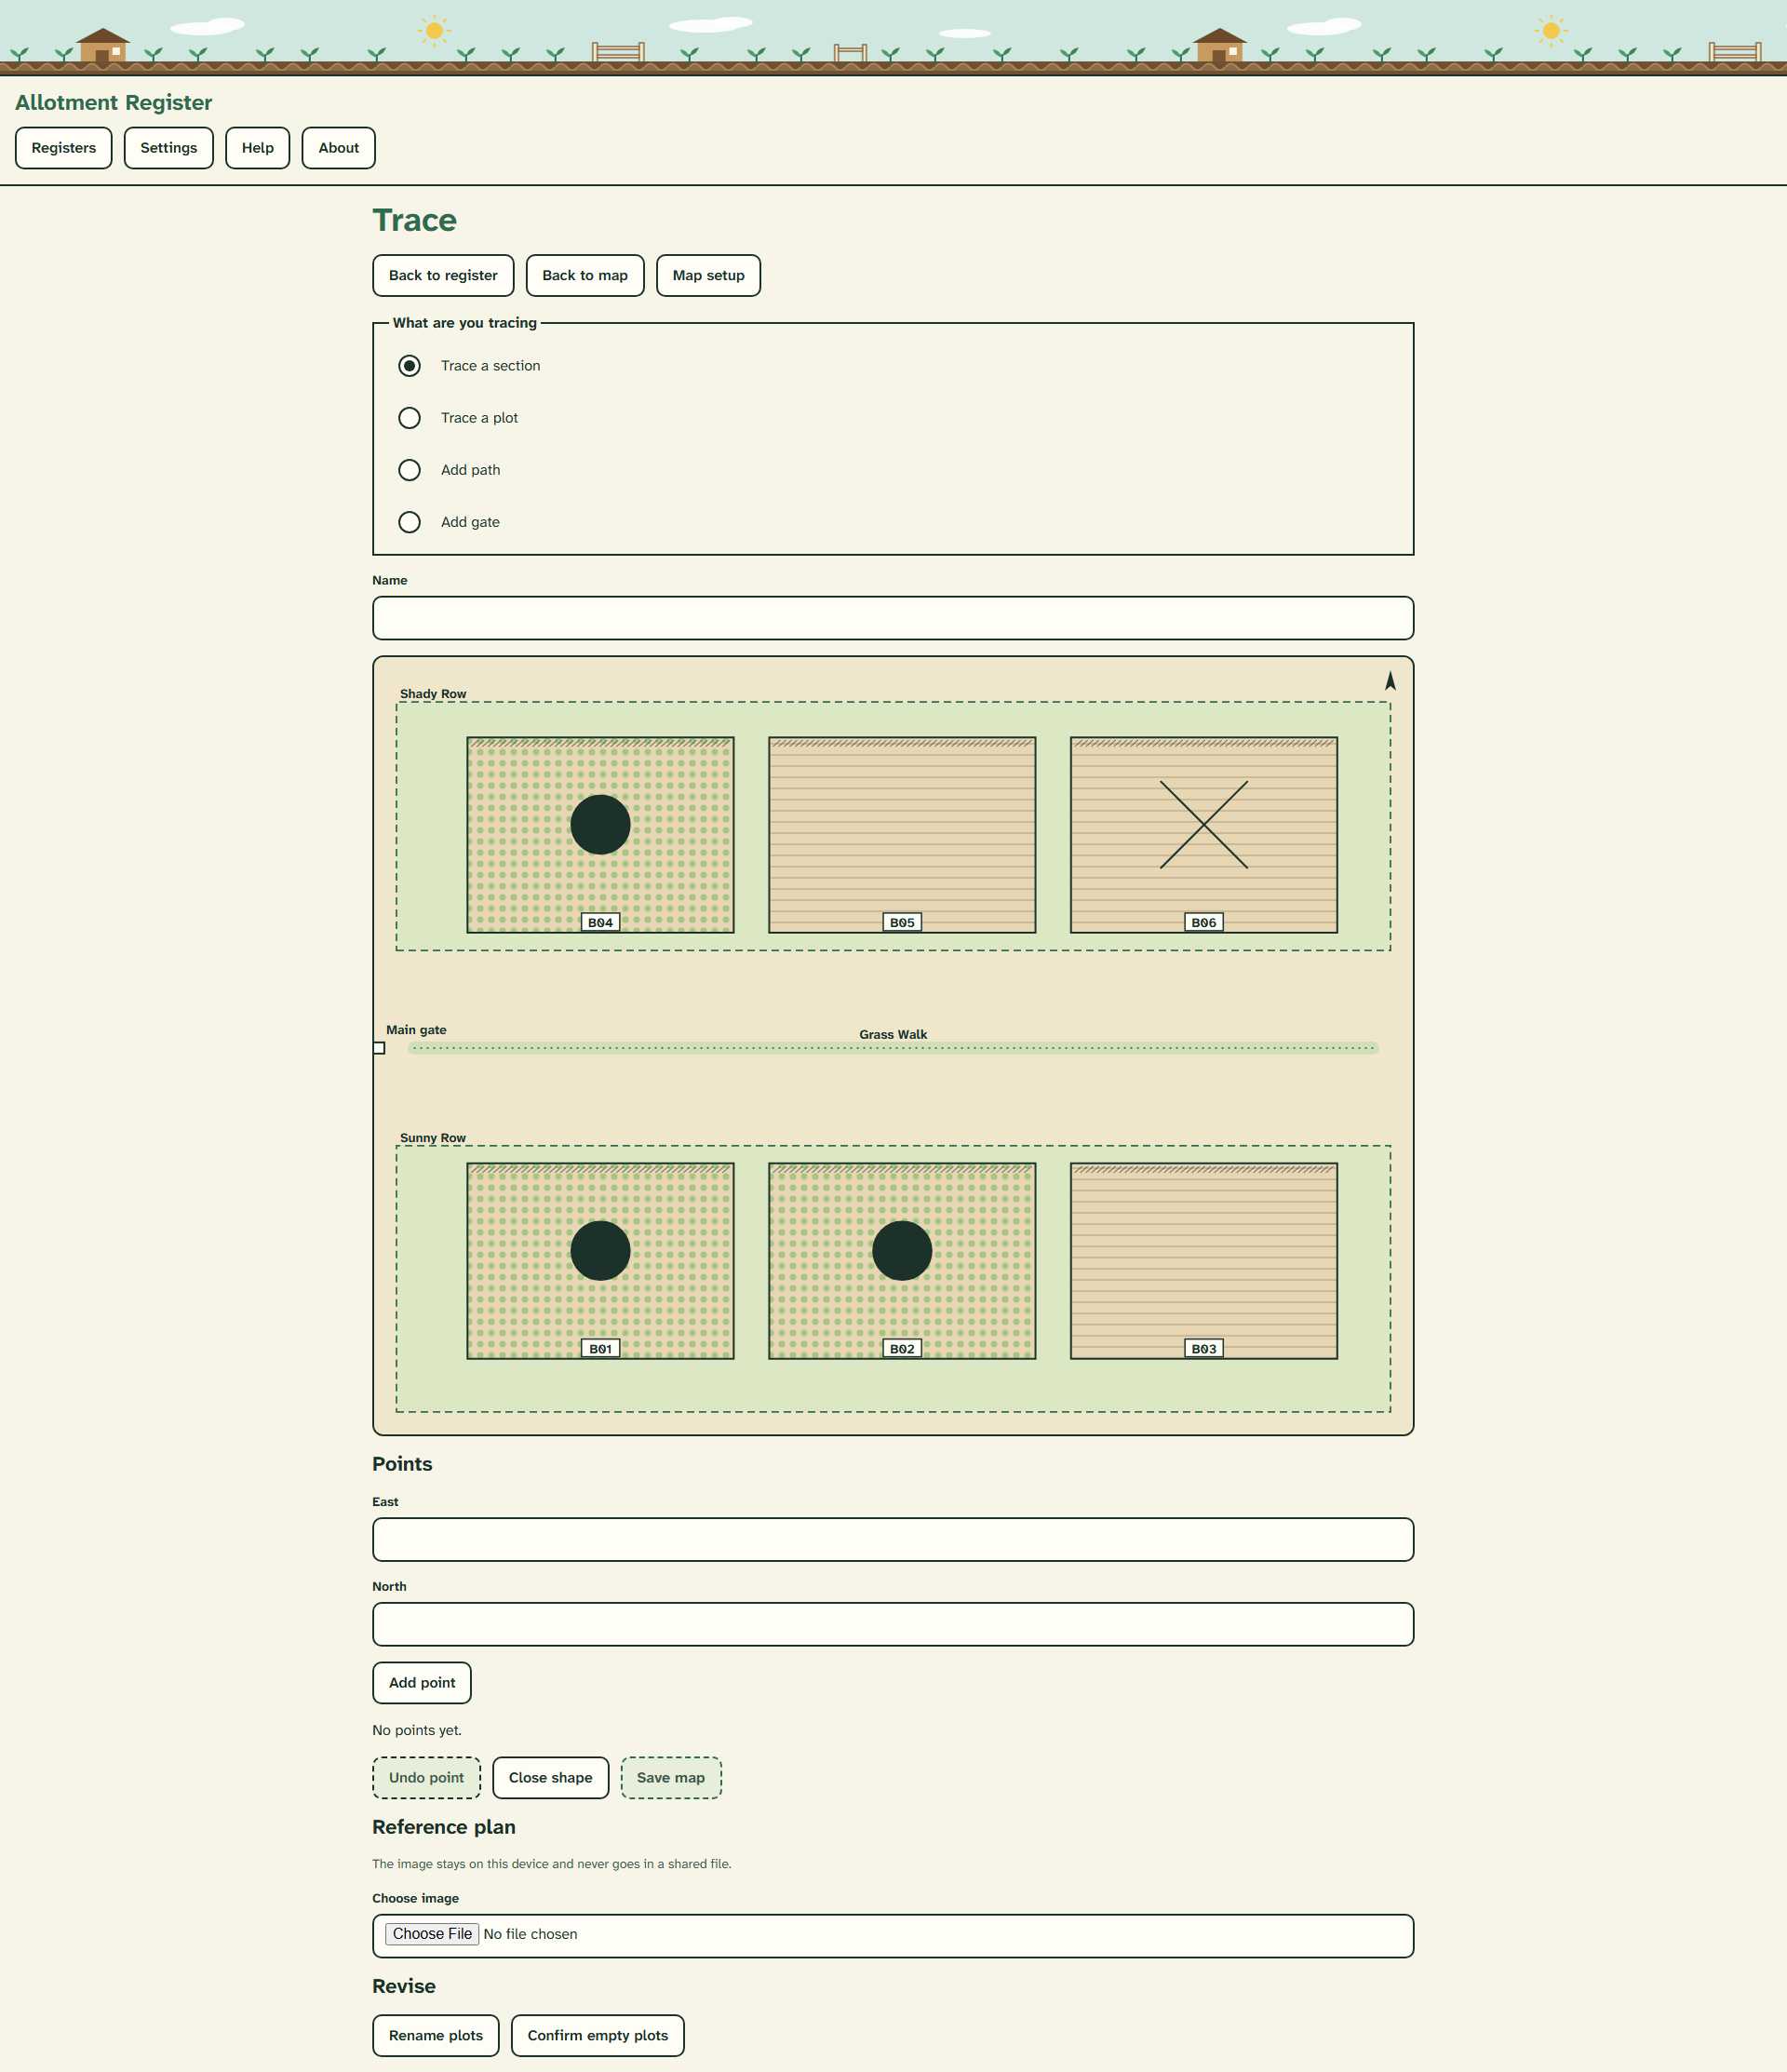 Allotment Register
Registers Settings Help About
Trace
Back to register Back to map Map setup
What are you tracing
Trace a section
Trace a plot
Add path
Add gate
Name
Shady Row
B04 B05 B06
Main gate
Grass Walk
Sunny Row
B01 B02 B03
Points
East
North
Add point
No points yet.
Undo point Close shape Save map
Reference plan
The image stays on this device and never goes in a shared file.
Choose image
Choose File No file chosen
Revise
Rename plots Confirm empty plots